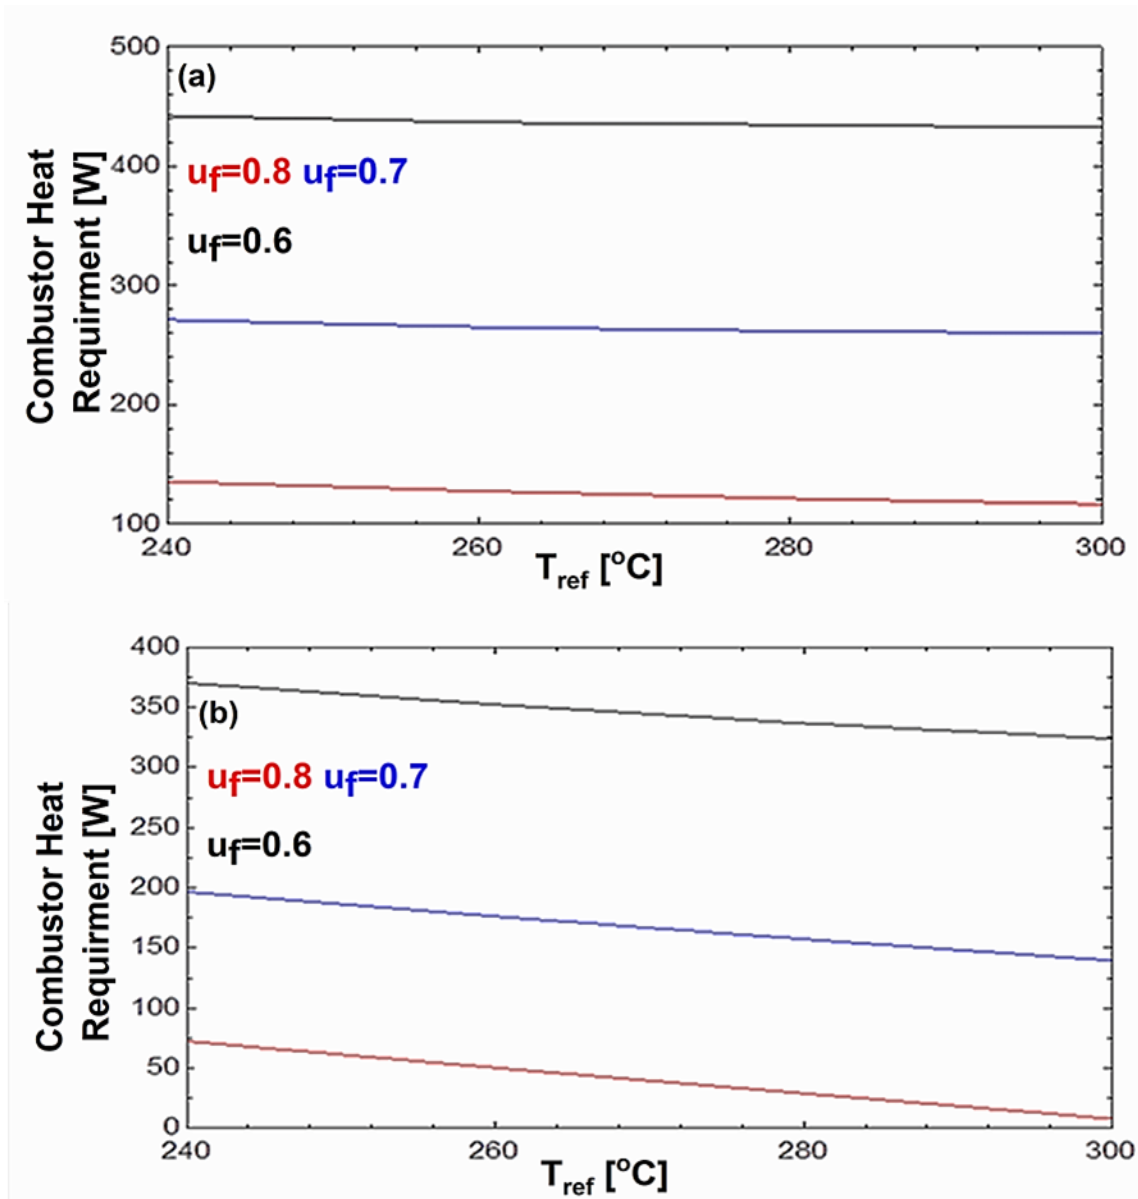 500
(a)
400
uf=0.8 uf=0.7
uf=0.6
300
200
100
Combustor Heat
Requirment [W]
240 260 280 300
Tref [oC]
400
350
(b)
300
uf=0.8 uf=0.7
250
uf=0.6
200
150
100
50
0
Combustor Heat
Requirment [W]
240 260 280 300
Tref [oC]